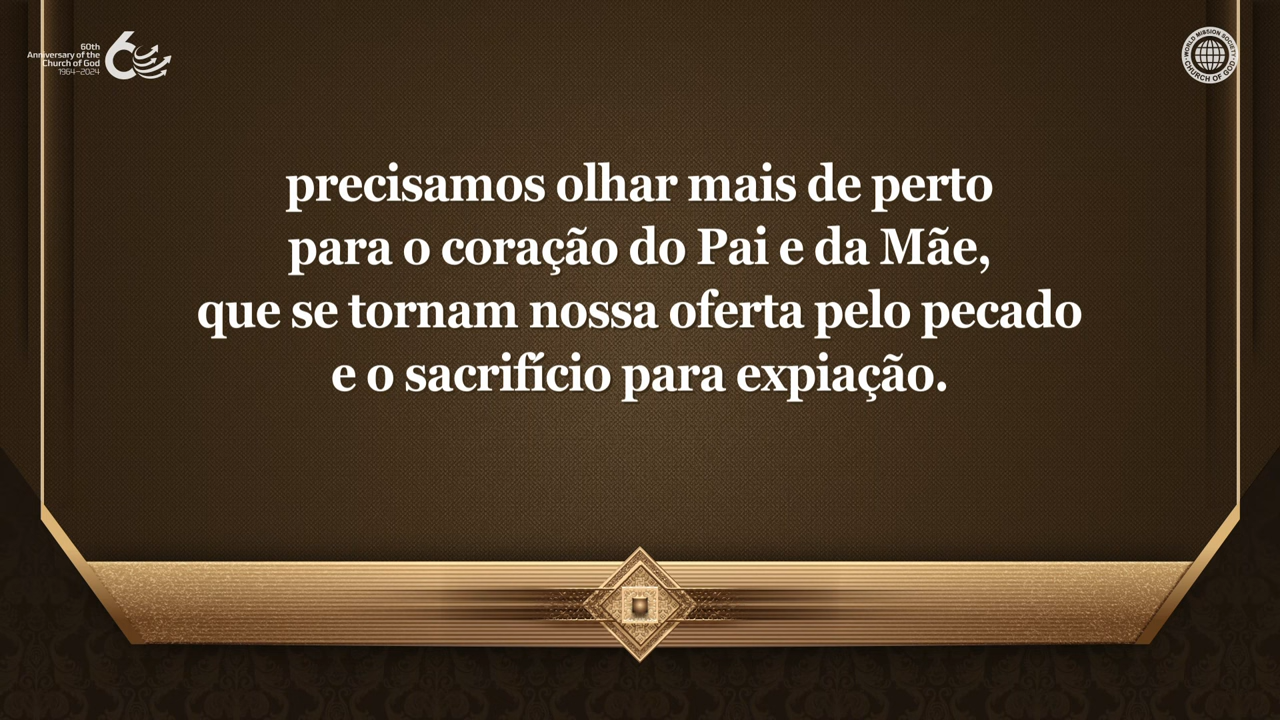 60th
Anniversary of the
Church of God
1964–2024
60
WORLD MISSION SOCIETY
CHURCH OF GOD
precisamos olhar mais de perto
para o coração do Pai e da Mãe,
que se tornam nossa oferta pelo pecado
e o sacrifício para expiação.